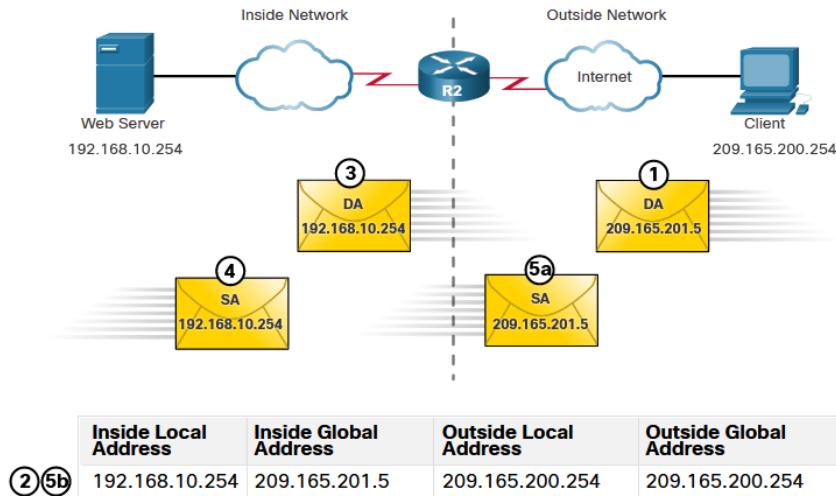 Inside Network
Outside Network
R2
Internet
Web Server
192.168.10.254
Client
209.165.200.254
3
DA
192.168.10.254
1
DA
209.165.201.5
4
SA
192.168.10.254
5a
SA
209.165.201.5
Inside Local Address
Inside Global Address
Outside Local Address
Outside Global Address
2 5b 192.168.10.254 209.165.201.5 209.165.200.254 209.165.200.254